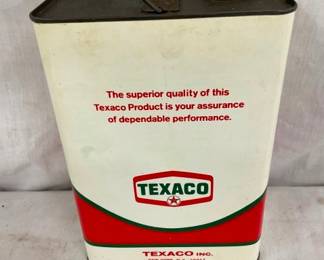 The superior quality of this
Texaco Product is your assurance
of dependable performance.
TEXACO
TEXACO INC.